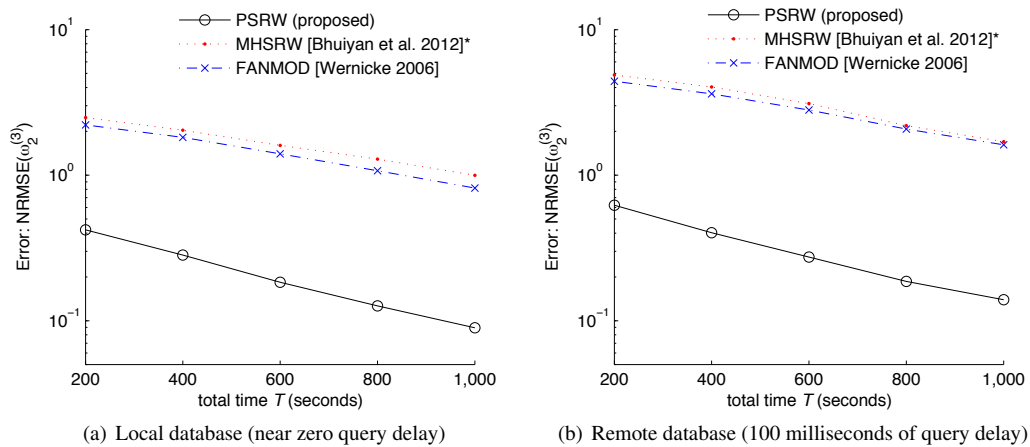 PSRW (proposed)
MHSRW [Bhuiyan et al. 2012]*
FANMOD [Wernicke 2006]
10^1
10^0
10^-1
Error: NRMSE(ω_2^(3))
200 400 600 800 1,000
total time T (seconds)
(a) Local database (near zero query delay)
PSRW (proposed)
MHSRW [Bhuiyan et al. 2012]*
FANMOD [Wernicke 2006]
10^1
10^0
10^-1
Error: NRMSE(ω_2^(3))
200 400 600 800 1,000
total time T (seconds)
(b) Remote database (100 milliseconds of query delay)